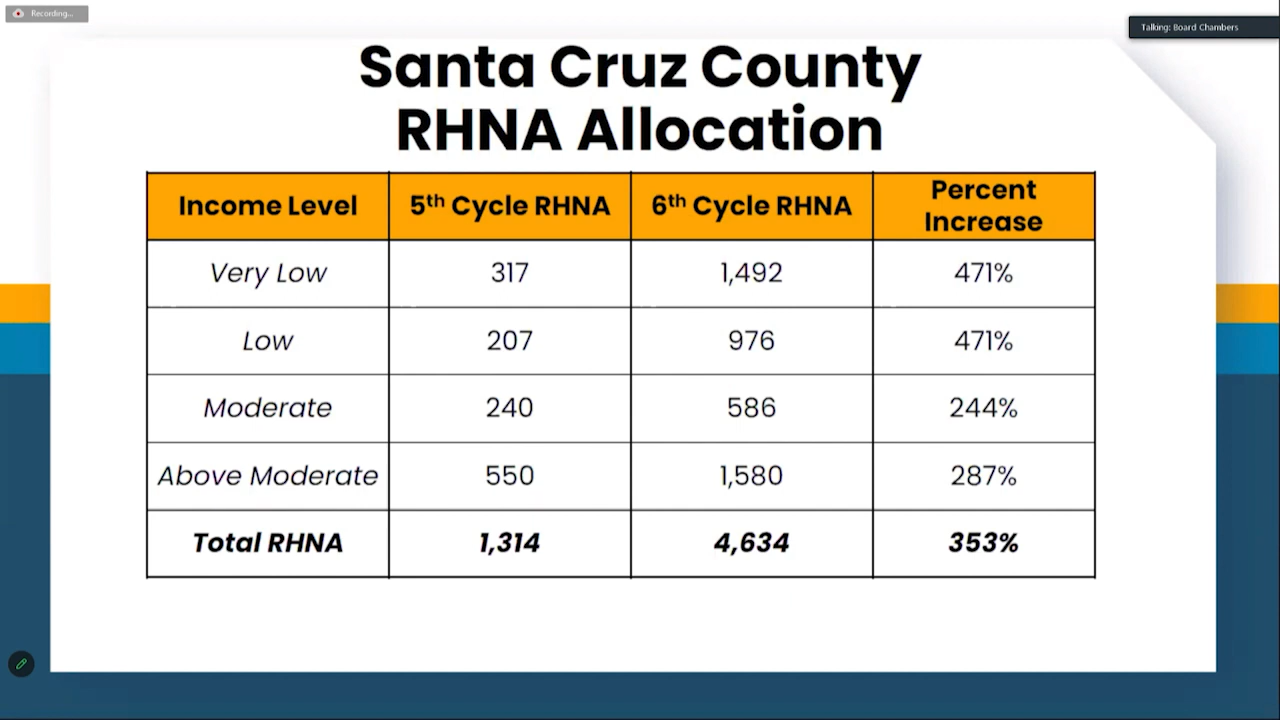 Recording...
Talking: Board Chambers
Santa Cruz County
RHNA Allocation
Income Level 5th Cycle RHNA 6th Cycle RHNA Percent Increase
Very Low 317 1,492 471%
Low 207 976 471%
Moderate 240 586 244%
Above Moderate 550 1,580 287%
Total RHNA 1,314 4,634 353%